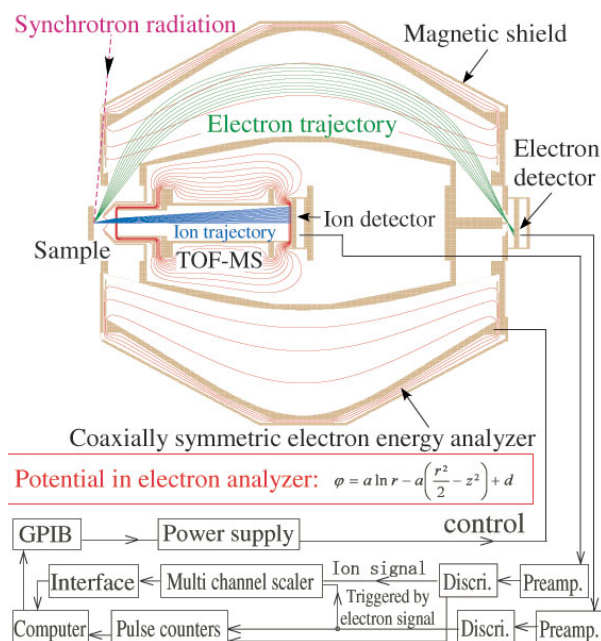 Synchrotron radiation
Magnetic shield
Electron trajectory
Electron
detector
Ion detector
Ion trajectory
Sample
TOF-MS
Coaxially symmetric electron energy analyzer
Potential in electron analyzer: φ = a ln r − a(r²/2 − z²) + d
control
GPIB
Power supply
Ion signal
Interface
Multi channel scaler
Discri.
Preamp.
Triggered by
electron signal
Computer
Pulse counters
Discri.
Preamp.